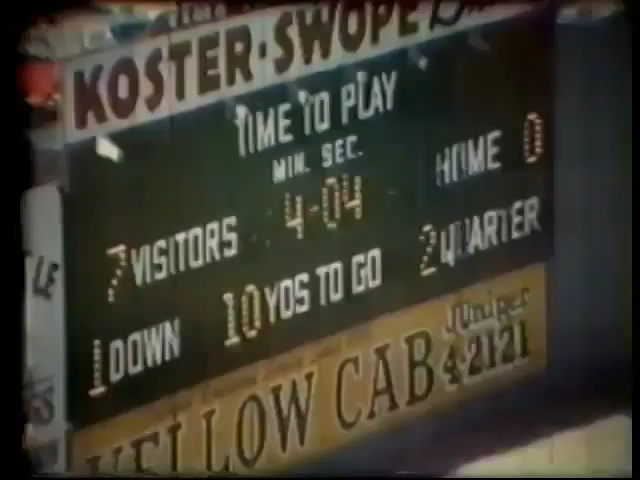 KOSTER-SWOPE
TIME TO PLAY
MIN. SEC.
7 VISITORS 4-04 HOME 0
1 DOWN 10 YDS TO GO 2 QUARTER
YELLOW CAB Juniper 4-2121
LE